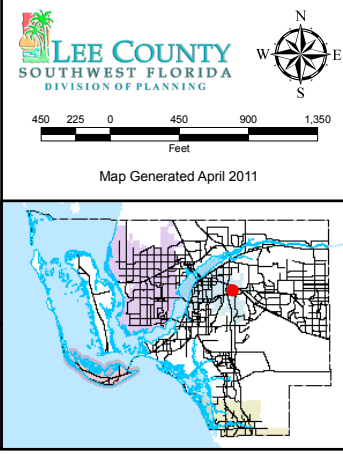 LEE COUNTY
SOUTHWEST FLORIDA
DIVISION OF PLANNING
N
W E
S
450 225 0 450 900 1,350
Feet
Map Generated April 2011